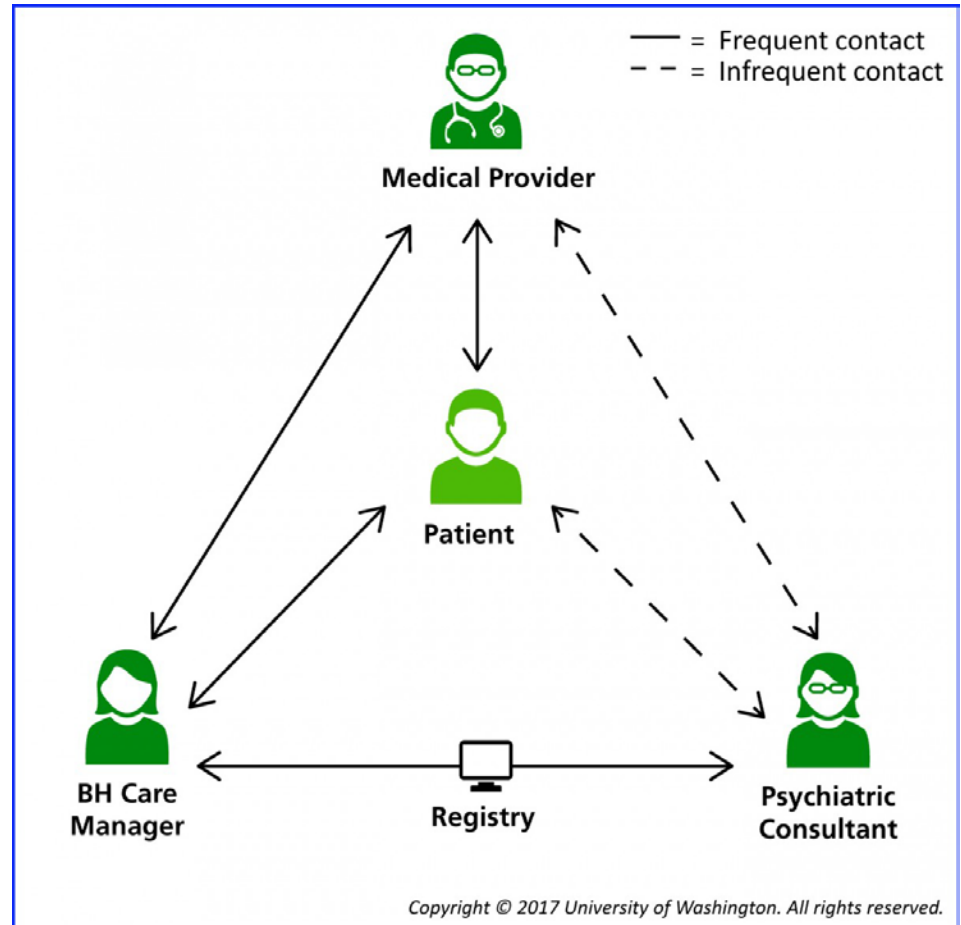 = Frequent contact
= Infrequent contact
Medical Provider
Patient
BH Care
Manager
Registry
Psychiatric
Consultant
Copyright © 2017 University of Washington. All rights reserved.